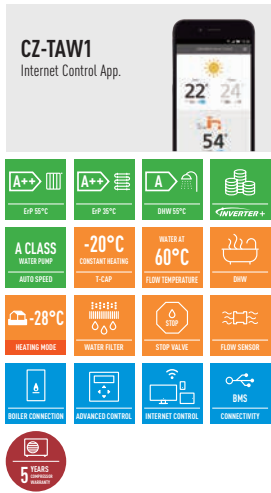 CZ-TAW1
Internet Control App.
22° 24°
54°
A++ A++ A
ErP 55°C ErP 35°C DHW 55°C INVERTER+
A CLASS
WATER PUMP
AUTO SPEED
-20°C
CONSTANT HEATING
T-CAP
WATER AT
60°C
FLOW TEMPERATURE
DHW
-28°C
HEATING MODE
WATER FILTER
STOP
STOP VALVE
FLOW SENSOR
BOILER CONNECTION
ADVANCED CONTROL
INTERNET CONTROL
BMS
CONNECTIVITY
5 YEARS
COMPRESSOR
WARRANTY